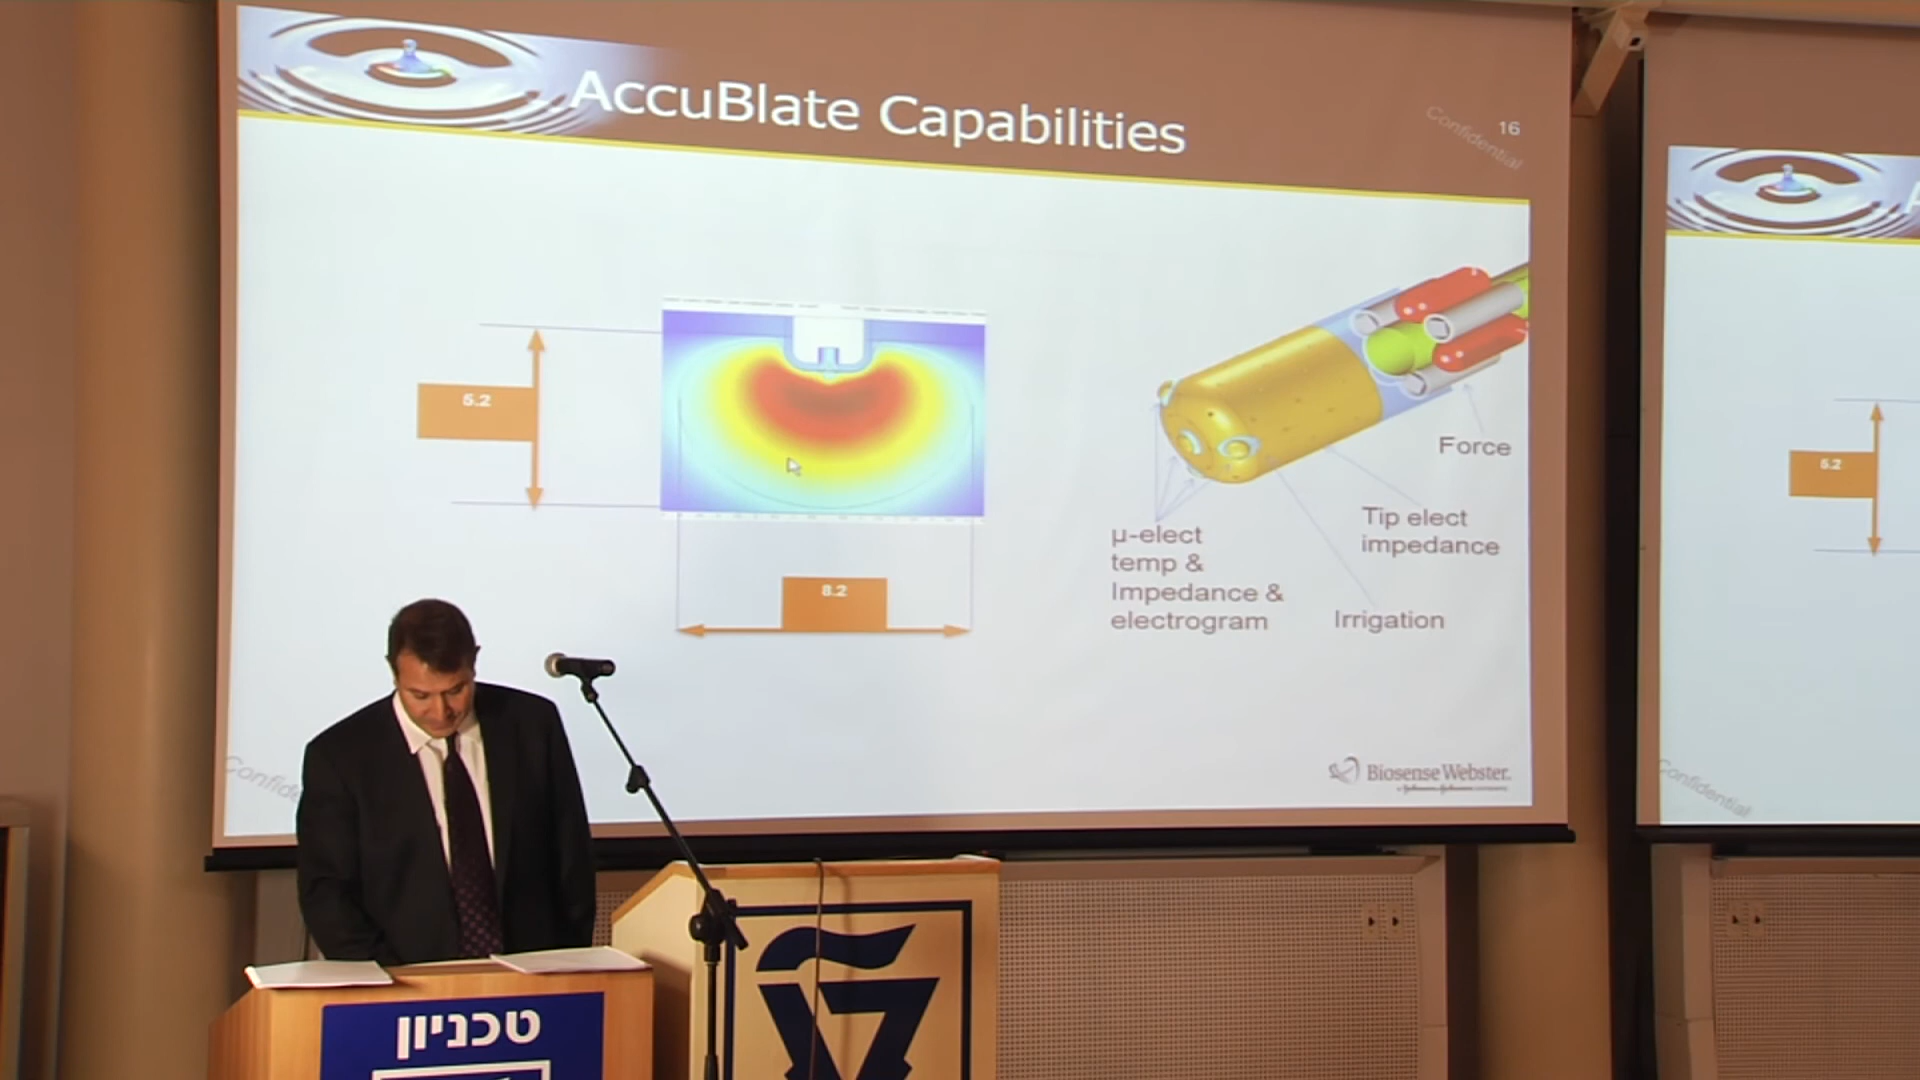 AccuBlate Capabilities
Confidential
16
5.2
8.2
Force
Tip elect
impedance
µ-elect
temp &
Impedance &
electrogram
Irrigation
Biosense Webster.
Confide
טכניון
5.2
Confidential